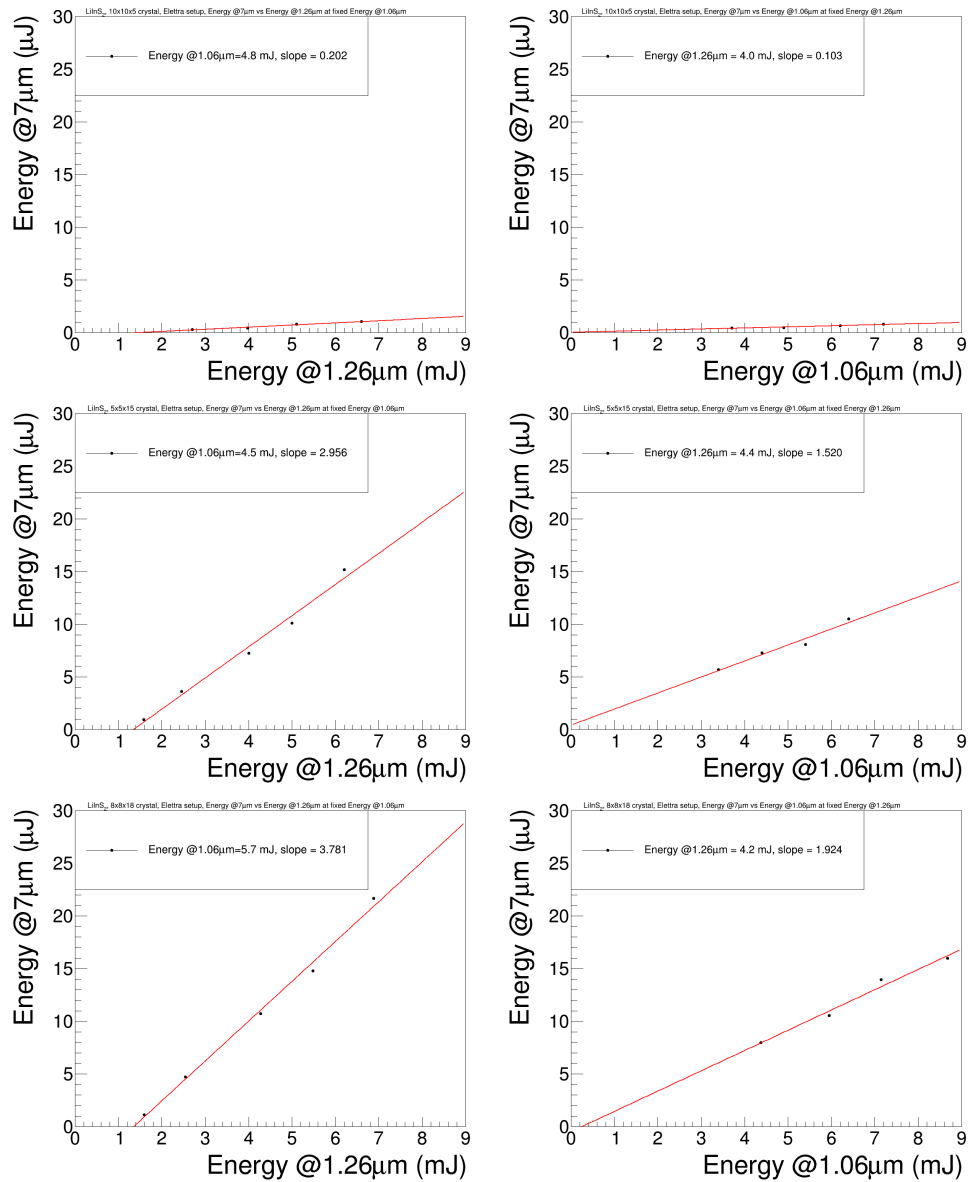 LiInS2, 10x10x5 crystal, Elettra setup, Energy @7μm vs Energy @1.26μm at fixed Energy @1.06μm
Energy @1.06μm=4.8 mJ, slope = 0.202
Energy @7μm (μJ)
30
25
20
15
10
5
0
0 1 2 3 4 5 6 7 8 9
Energy @1.26μm (mJ)
LiInS2, 10x10x5 crystal, Elettra setup, Energy @7μm vs Energy @1.06μm at fixed Energy @1.26μm
Energy @1.26μm = 4.0 mJ, slope = 0.103
Energy @7μm (μJ)
30
25
20
15
10
5
0
0 1 2 3 4 5 6 7 8 9
Energy @1.06μm (mJ)
LiInS2, 5x5x15 crystal, Elettra setup, Energy @7μm vs Energy @1.26μm at fixed Energy @1.06μm
Energy @1.06μm=4.5 mJ, slope = 2.956
Energy @7μm (μJ)
30
25
20
15
10
5
0
0 1 2 3 4 5 6 7 8 9
Energy @1.26μm (mJ)
LiInS2, 5x5x15 crystal, Elettra setup, Energy @7μm vs Energy @1.06μm at fixed Energy @1.26μm
Energy @1.26μm = 4.4 mJ, slope = 1.520
Energy @7μm (μJ)
30
25
20
15
10
5
0
0 1 2 3 4 5 6 7 8 9
Energy @1.06μm (mJ)
LiInS2, 8x8x18 crystal, Elettra setup, Energy @7μm vs Energy @1.26μm at fixed Energy @1.06μm
Energy @1.06μm=5.7 mJ, slope = 3.781
Energy @7μm (μJ)
30
25
20
15
10
5
0
0 1 2 3 4 5 6 7 8 9
Energy @1.26μm (mJ)
LiInS2, 8x8x18 crystal, Elettra setup, Energy @7μm vs Energy @1.06μm at fixed Energy @1.26μm
Energy @1.26μm = 4.2 mJ, slope = 1.924
Energy @7μm (μJ)
30
25
20
15
10
5
0
0 1 2 3 4 5 6 7 8 9
Energy @1.06μm (mJ)